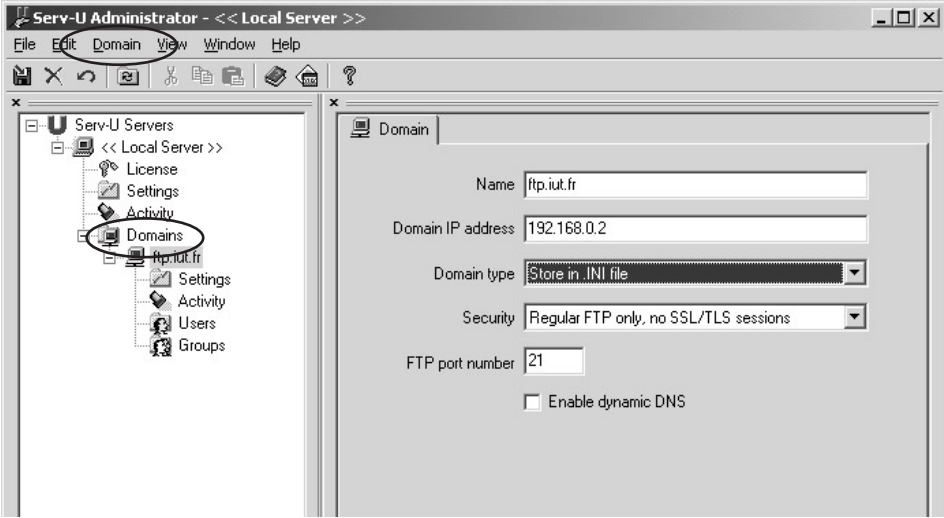 Serv-U Administrator - << Local Server >>
File Edit Domain View Window Help
Serv-U Servers
<< Local Server >>
License
Settings
Activity
Domains
ftp.iut.fr
Settings
Activity
Users
Groups
Domain
Name ftp.iut.fr
Domain IP address 192.168.0.2
Domain type Store in .INI file
Security Regular FTP only, no SSL/TLS sessions
FTP port number 21
Enable dynamic DNS